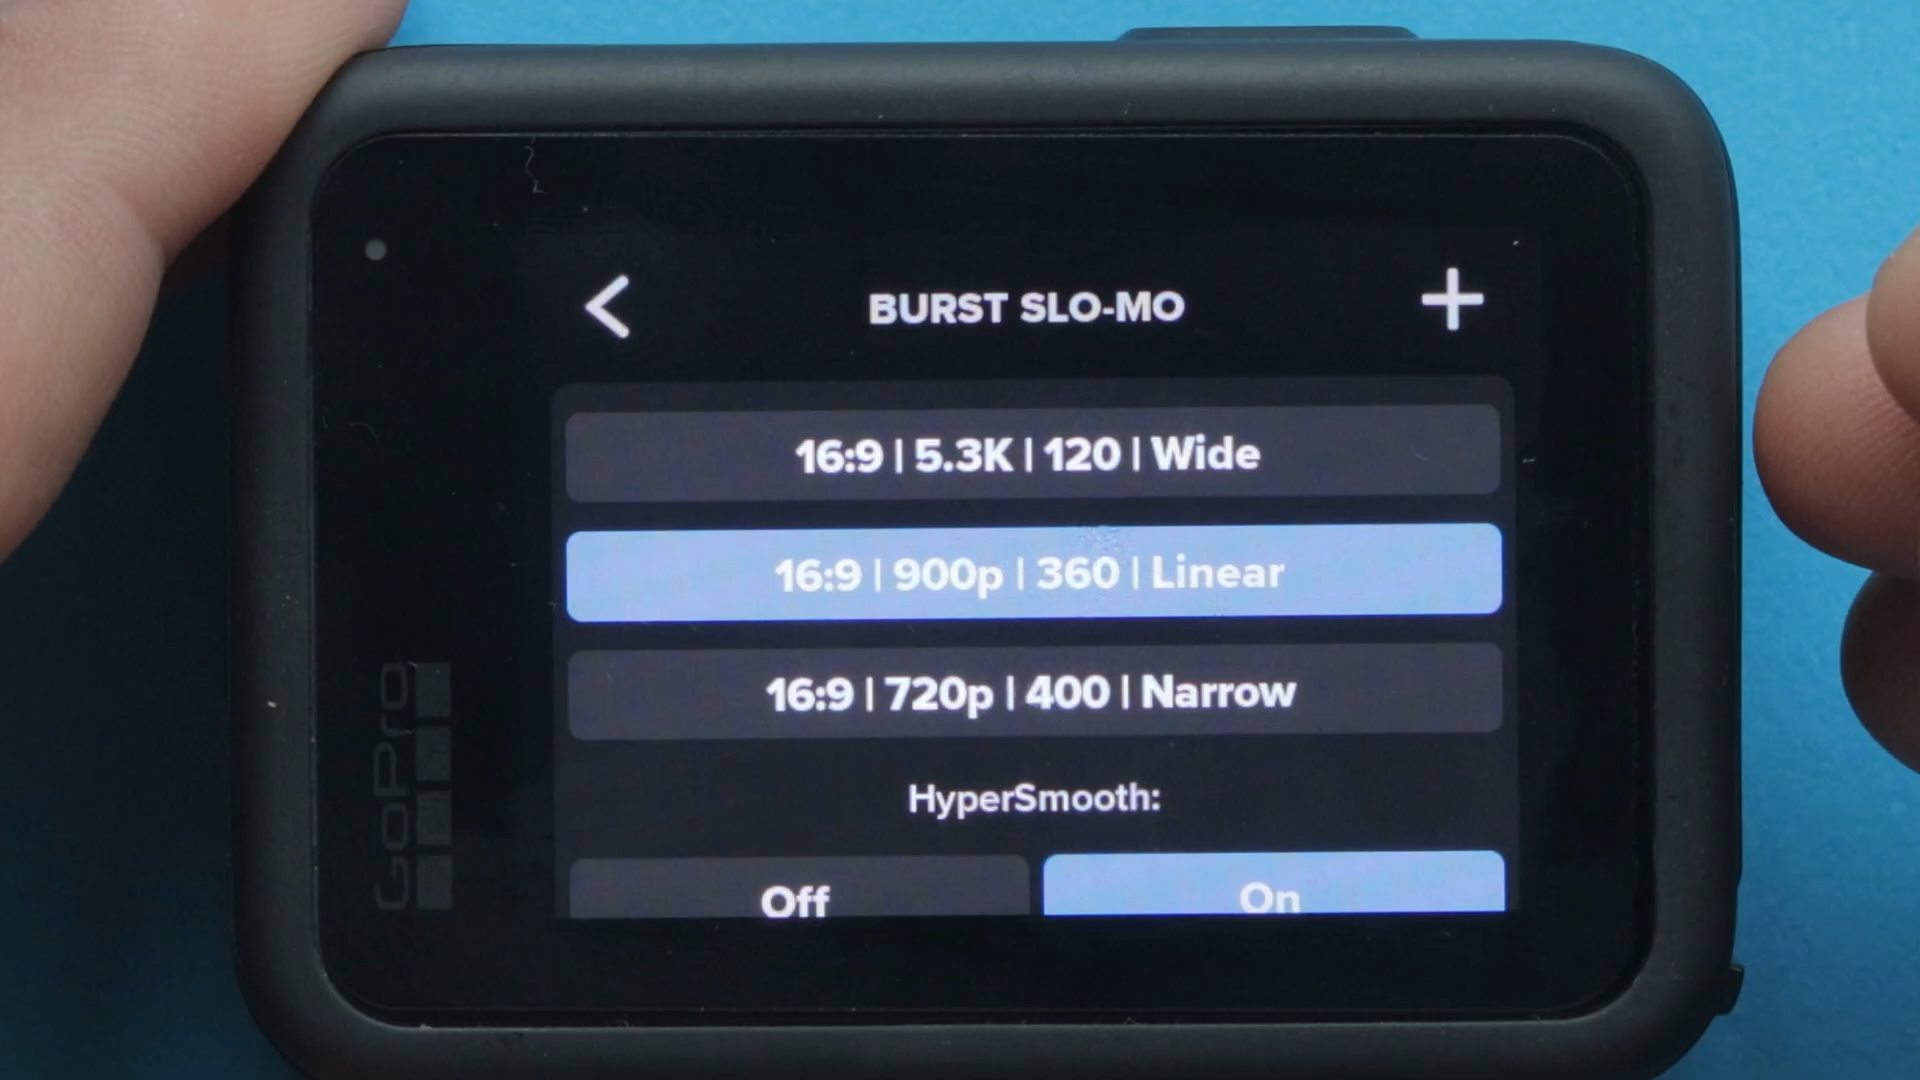 BURST SLO-MO
16:9 | 5.3K | 120 | Wide
16:9 | 900p | 360 | Linear
16:9 | 720p | 400 | Narrow
HyperSmooth:
Off On
GoPro